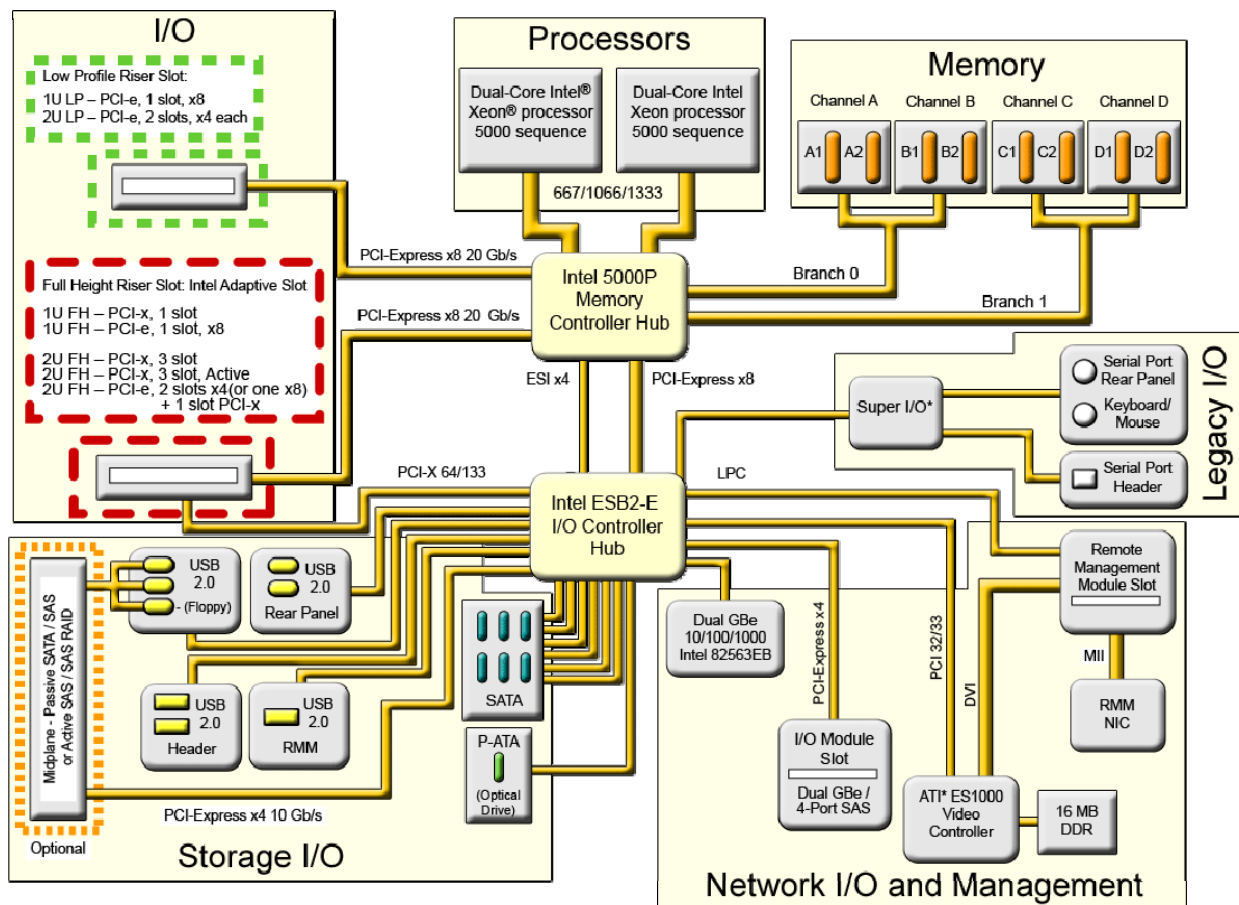 I/O
Low Profile Riser Slot:
1U LP – PCI-e, 1 slot, x8
2U LP – PCI-e, 2 slots, x4 each
Full Height Riser Slot: Intel Adaptive Slot
1U FH – PCI-x, 1 slot
1U FH – PCI-e, 1 slot, x8
2U FH – PCI-x, 3 slot
2U FH – PCI-x, 3 slot, Active
2U FH – PCI-e, 2 slots x4(or one x8)
+ 1 slot PCI-x
Processors
Dual-Core Intel®
Xeon® processor
5000 sequence
Dual-Core Intel
Xeon processor
5000 sequence
667/1066/1333
Memory
Channel A
Channel B
Channel C
Channel D
A1
A2
B1
B2
C1
C2
D1
D2
PCI-Express x8 20 Gb/s
PCI-Express x8 20 Gb/s
Intel 5000P
Memory
Controller Hub
Branch 0
Branch 1
ESI x4
PCI-Express x8
PCI-X 64/133
LPC
Super I/O*
Serial Port
Rear Panel
Keyboard/
Mouse
Serial Port
Header
Legacy I/O
Intel ESB2-E
I/O Controller
Hub
Midplane - Passive SATA / SAS
or Active SAS / SAS RAID
Optional
USB
2.0
- (Floppy)
USB
2.0
Rear Panel
USB
2.0
Header
USB
2.0
RMM
SATA
P-ATA
(Optical
Drive)
PCI-Express x4 10 Gb/s
Storage I/O
Dual GBe
10/100/1000
Intel 82563EB
PCI-Express x4
I/O Module
Slot
Dual GBe /
4-Port SAS
PCI 32/33
DVI
ATI* ES1000
Video
Controller
16 MB
DDR
Remote
Management
Module Slot
MII
RMM
NIC
Network I/O and Management